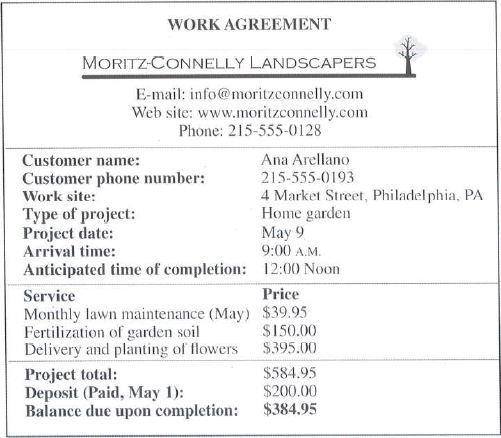 WORK AGREEMENT
MORITZ-CONNELLY LANDSCAPERS
E-mail: info@moritzconnelly.com
Web site: www.moritzconnelly.com
Phone: 215-555-0128
Customer name: Ana Arellano
Customer phone number: 215-555-0193
Work site: 4 Market Street, Philadelphia, PA
Type of project: Home garden
Project date: May 9
Arrival time: 9:00 A.M.
Anticipated time of completion: 12:00 Noon
Service Price
Monthly lawn maintenance (May) $39.95
Fertilization of garden soil $150.00
Delivery and planting of flowers $395.00
Project total: $584.95
Deposit (Paid, May 1): $200.00
Balance due upon completion: $384.95